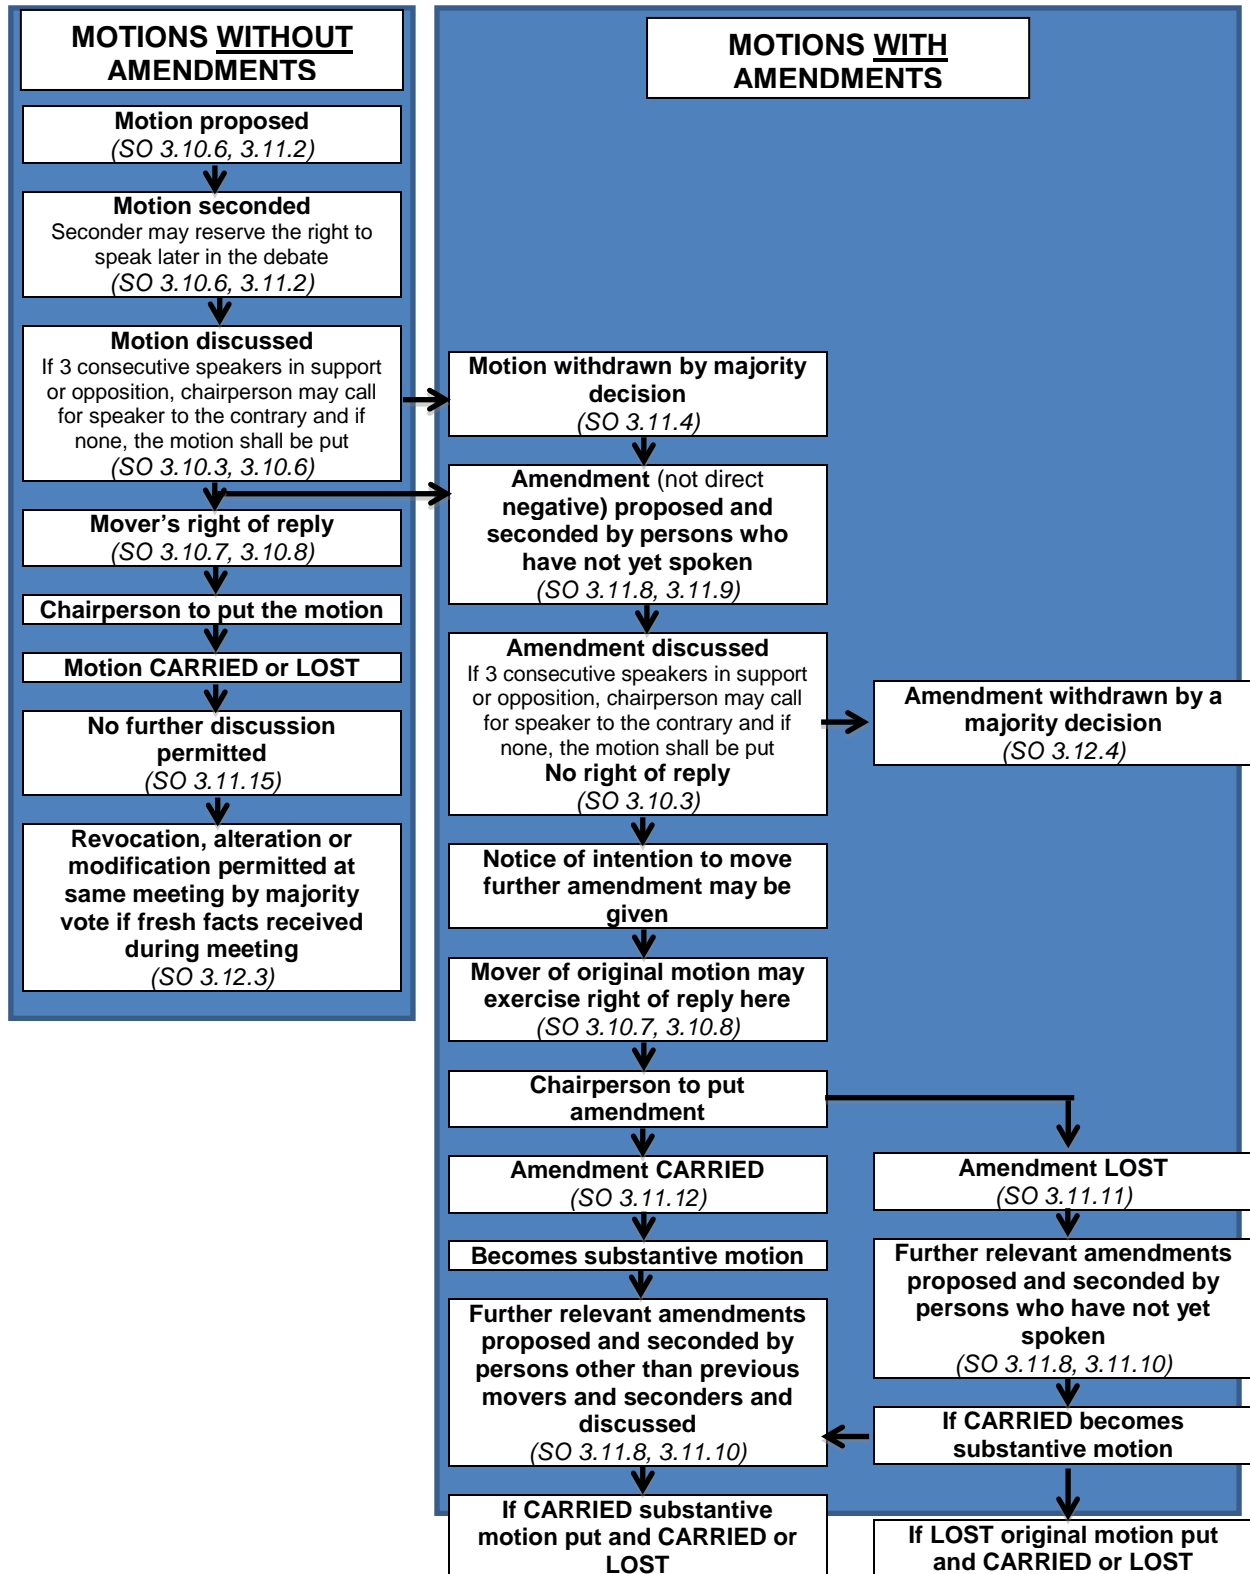 MOTIONS WITHOUT
AMENDMENTS
Motion proposed
(SO 3.10.6, 3.11.2)
Motion seconded
Seconder may reserve the right to
speak later in the debate
(SO 3.10.6, 3.11.2)
Motion discussed
If 3 consecutive speakers in support
or opposition, chairperson may call
for speaker to the contrary and if
none, the motion shall be put
(SO 3.10.3, 3.10.6)
Mover’s right of reply
(SO 3.10.7, 3.10.8)
Chairperson to put the motion
Motion CARRIED or LOST
No further discussion
permitted
(SO 3.11.15)
Revocation, alteration or
modification permitted at
same meeting by majority
vote if fresh facts received
during meeting
(SO 3.12.3)
MOTIONS WITH
AMENDMENTS
Motion withdrawn by majority
decision
(SO 3.11.4)
Amendment (not direct
negative) proposed and
seconded by persons who
have not yet spoken
(SO 3.11.8, 3.11.9)
Amendment discussed
If 3 consecutive speakers in support
or opposition, chairperson may call
for speaker to the contrary and if
none, the motion shall be put
No right of reply
(SO 3.10.3)
Amendment withdrawn by a
majority decision
(SO 3.12.4)
Notice of intention to move
further amendment may be
given
Mover of original motion may
exercise right of reply here
(SO 3.10.7, 3.10.8)
Chairperson to put
amendment
Amendment CARRIED
(SO 3.11.12)
Becomes substantive motion
Further relevant amendments
proposed and seconded by
persons other than previous
movers and seconders and
discussed
(SO 3.11.8, 3.11.10)
If CARRIED substantive
motion put and CARRIED or
LOST
Amendment LOST
(SO 3.11.11)
Further relevant amendments
proposed and seconded by
persons who have not yet
spoken
(SO 3.11.8, 3.11.10)
If CARRIED becomes
substantive motion
If LOST original motion put
and CARRIED or LOST